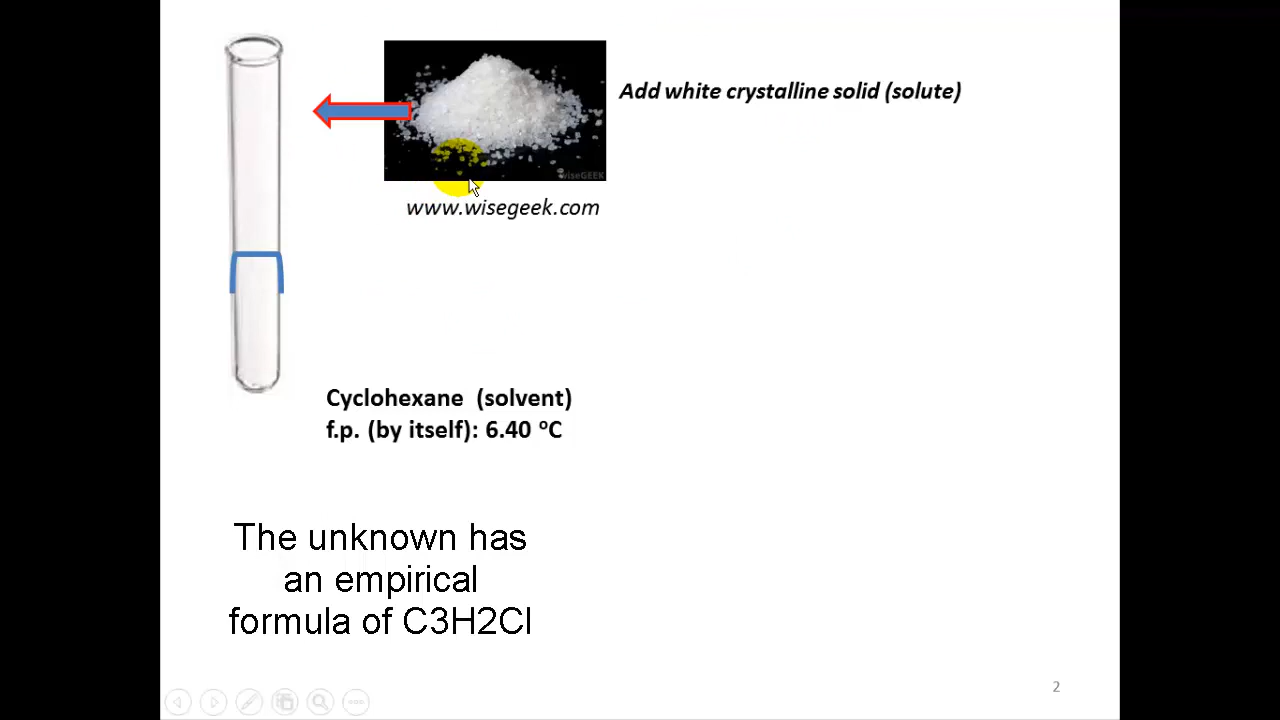 Add white crystalline solid (solute)
wiseGEEK
www.wisegeek.com
Cyclohexane (solvent)
f.p. (by itself): 6.40 °C
The unknown has
an empirical
formula of C3H2Cl
2